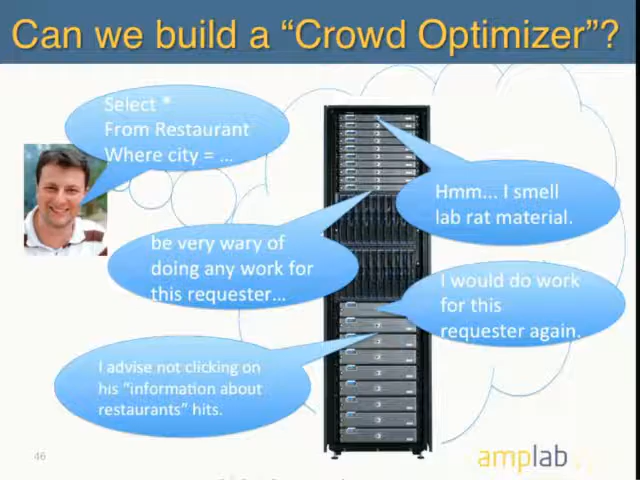 Can we build a “Crowd Optimizer”?
Select *
From Restaurant
Where city = ...
Hmm... I smell
lab rat material.
be very wary of
doing any work for
this requester...
I would do work
for this
requester again.
I advise not clicking on
his “information about
restaurants” hits.
46
amplab